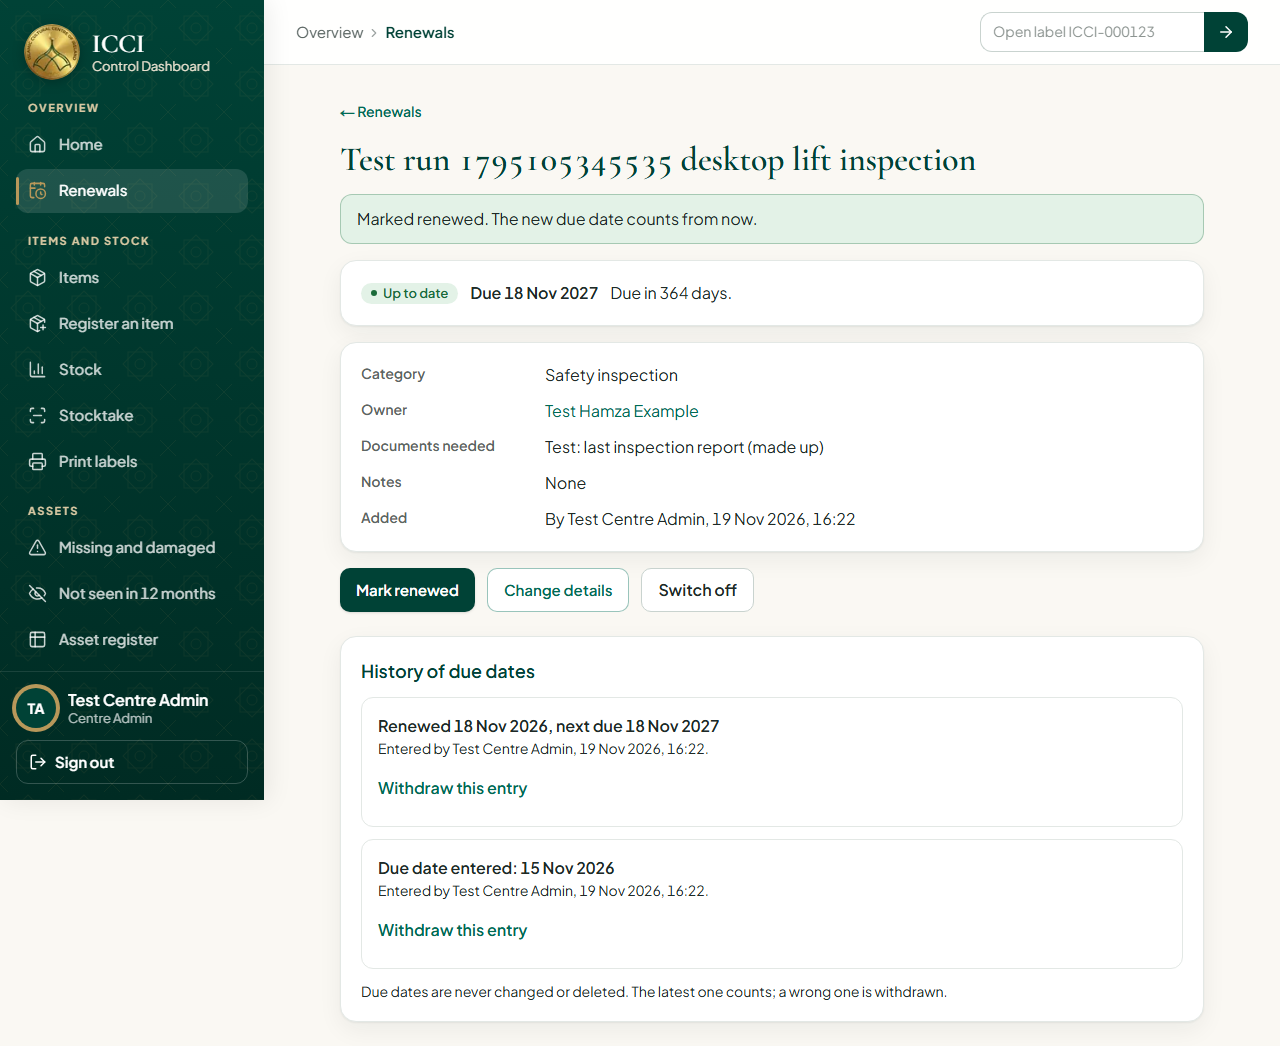 ICCI
Control Dashboard
OVERVIEW
Home
Renewals
ITEMS AND STOCK
Items
Register an item
Stock
Stocktake
Print labels
ASSETS
Missing and damaged
Not seen in 12 months
Asset register
TA
Test Centre Admin
Centre Admin
Sign out
Overview > Renewals
Open label ICCI-000123
← Renewals
Test run 1795105345535 desktop lift inspection
Marked renewed. The new due date counts from now.
Up to date Due 18 Nov 2027 Due in 364 days.
Category Safety inspection
Owner Test Hamza Example
Documents needed Test: last inspection report (made up)
Notes None
Added By Test Centre Admin, 19 Nov 2026, 16:22
Mark renewed Change details Switch off
History of due dates
Renewed 18 Nov 2026, next due 18 Nov 2027
Entered by Test Centre Admin, 19 Nov 2026, 16:22.
Withdraw this entry
Due date entered: 15 Nov 2026
Entered by Test Centre Admin, 19 Nov 2026, 16:22.
Withdraw this entry
Due dates are never changed or deleted. The latest one counts; a wrong one is withdrawn.